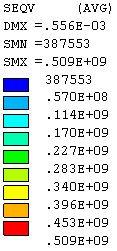 SEQV (AVG)
DMX =.556E-03
SMN =387553
SMX =.509E+09
387553
.570E+08
.114E+09
.170E+09
.227E+09
.283E+09
.340E+09
.396E+09
.453E+09
.509E+09